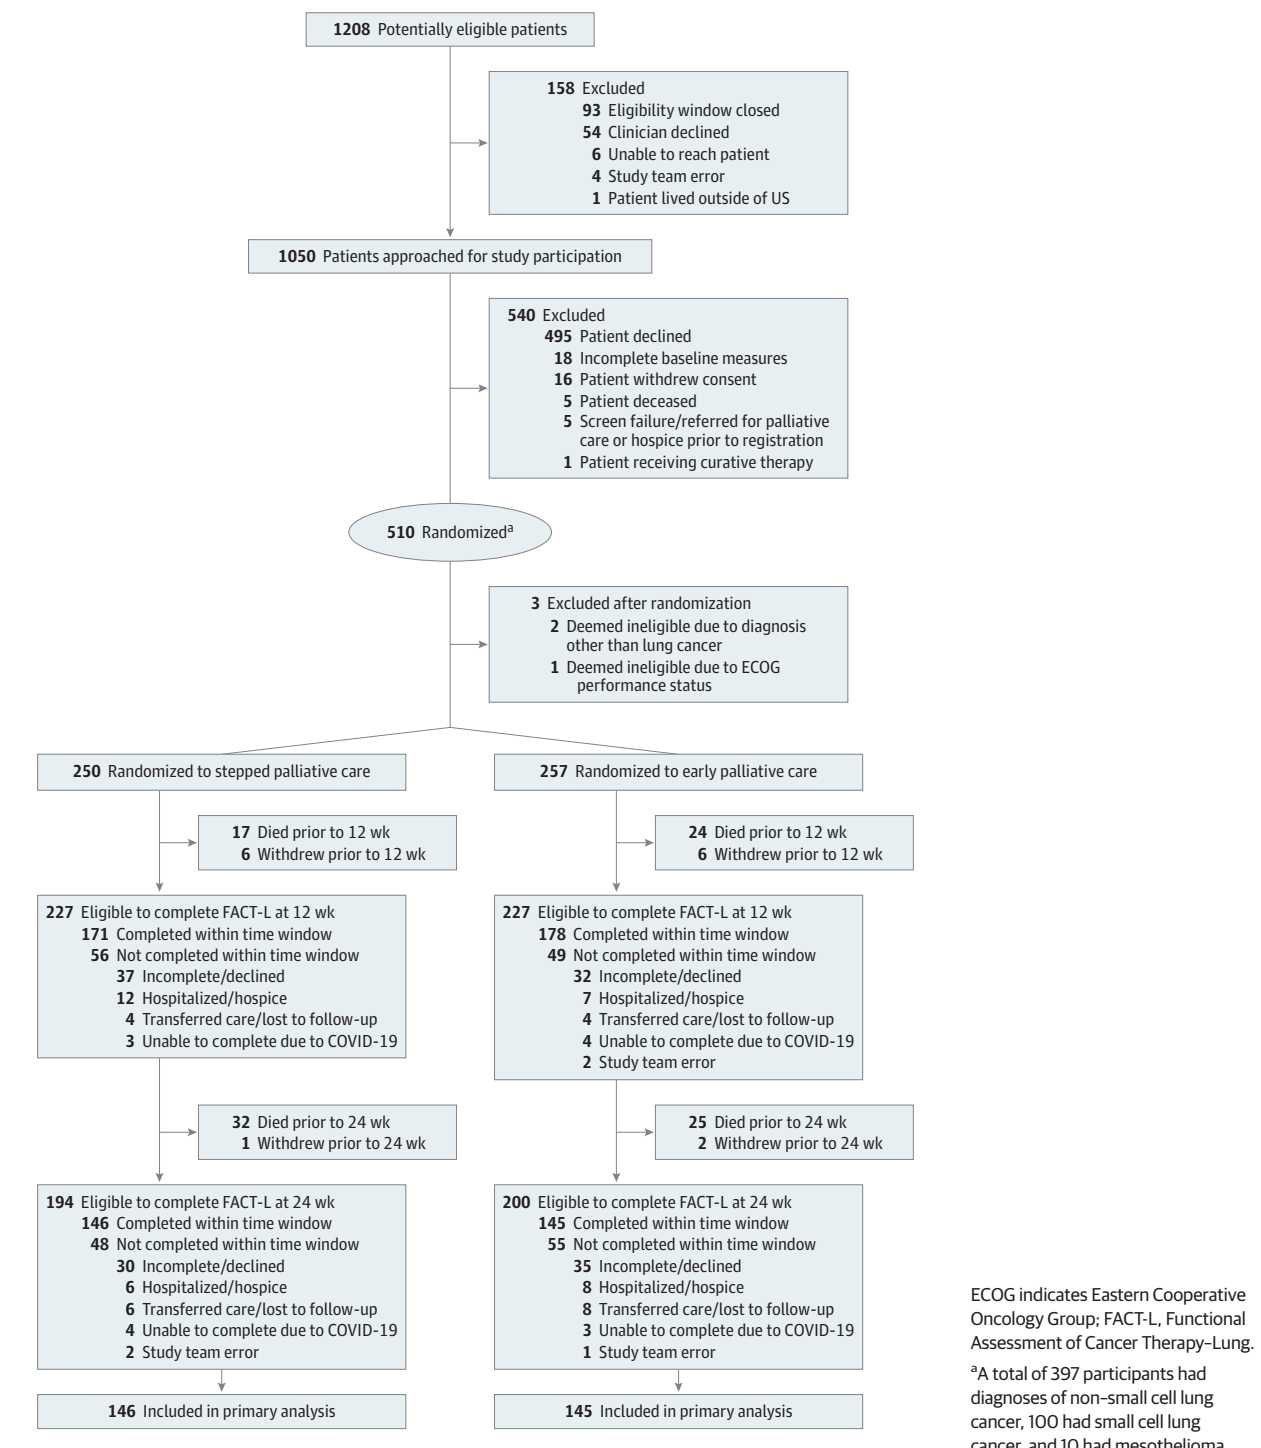 1208 Potentially eligible patients
158 Excluded
93 Eligibility window closed
54 Clinician declined
6 Unable to reach patient
4 Study team error
1 Patient lived outside of US
1050 Patients approached for study participation
540 Excluded
495 Patient declined
18 Incomplete baseline measures
16 Patient withdrew consent
5 Patient deceased
5 Screen failure/referred for palliative
care or hospice prior to registration
1 Patient receiving curative therapy
510 Randomizedᵃ
3 Excluded after randomization
2 Deemed ineligible due to diagnosis
other than lung cancer
1 Deemed ineligible due to ECOG
performance status
250 Randomized to stepped palliative care
17 Died prior to 12 wk
6 Withdrew prior to 12 wk
227 Eligible to complete FACT-L at 12 wk
171 Completed within time window
56 Not completed within time window
37 Incomplete/declined
12 Hospitalized/hospice
4 Transferred care/lost to follow-up
3 Unable to complete due to COVID-19
32 Died prior to 24 wk
1 Withdrew prior to 24 wk
194 Eligible to complete FACT-L at 24 wk
146 Completed within time window
48 Not completed within time window
30 Incomplete/declined
6 Hospitalized/hospice
6 Transferred care/lost to follow-up
4 Unable to complete due to COVID-19
2 Study team error
146 Included in primary analysis
257 Randomized to early palliative care
24 Died prior to 12 wk
6 Withdrew prior to 12 wk
227 Eligible to complete FACT-L at 12 wk
178 Completed within time window
49 Not completed within time window
32 Incomplete/declined
7 Hospitalized/hospice
4 Transferred care/lost to follow-up
4 Unable to complete due to COVID-19
2 Study team error
25 Died prior to 24 wk
2 Withdrew prior to 24 wk
200 Eligible to complete FACT-L at 24 wk
145 Completed within time window
55 Not completed within time window
35 Incomplete/declined
8 Hospitalized/hospice
8 Transferred care/lost to follow-up
3 Unable to complete due to COVID-19
1 Study team error
145 Included in primary analysis
ECOG indicates Eastern Cooperative
Oncology Group; FACT-L, Functional
Assessment of Cancer Therapy–Lung.
ᵃA total of 397 participants had
diagnoses of non–small cell lung
cancer, 100 had small cell lung
cancer, and 10 had mesothelioma